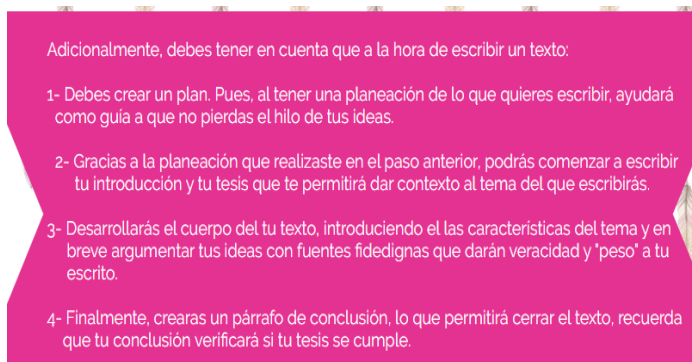 Adicionalmente, debes tener en cuenta que a la hora de escribir un texto:
1- Debes crear un plan. Pues, al tener una planeación de lo que quieres escribir, ayudará
como guía a que no pierdas el hilo de tus ideas.
2- Gracias a la planeación que realizaste en el paso anterior, podrás comenzar a escribir
tu introducción y tu tesis que te permitirá dar contexto al tema del que escribirás.
3- Desarrollarás el cuerpo del tu texto, introduciendo el las características del tema y en
breve argumentar tus ideas con fuentes fidedignas que darán veracidad y "peso" a tu
escrito.
4- Finalmente, crearas un párrafo de conclusión, lo que permitirá cerrar el texto, recuerda
que tu conclusión verificará si tu tesis se cumple.